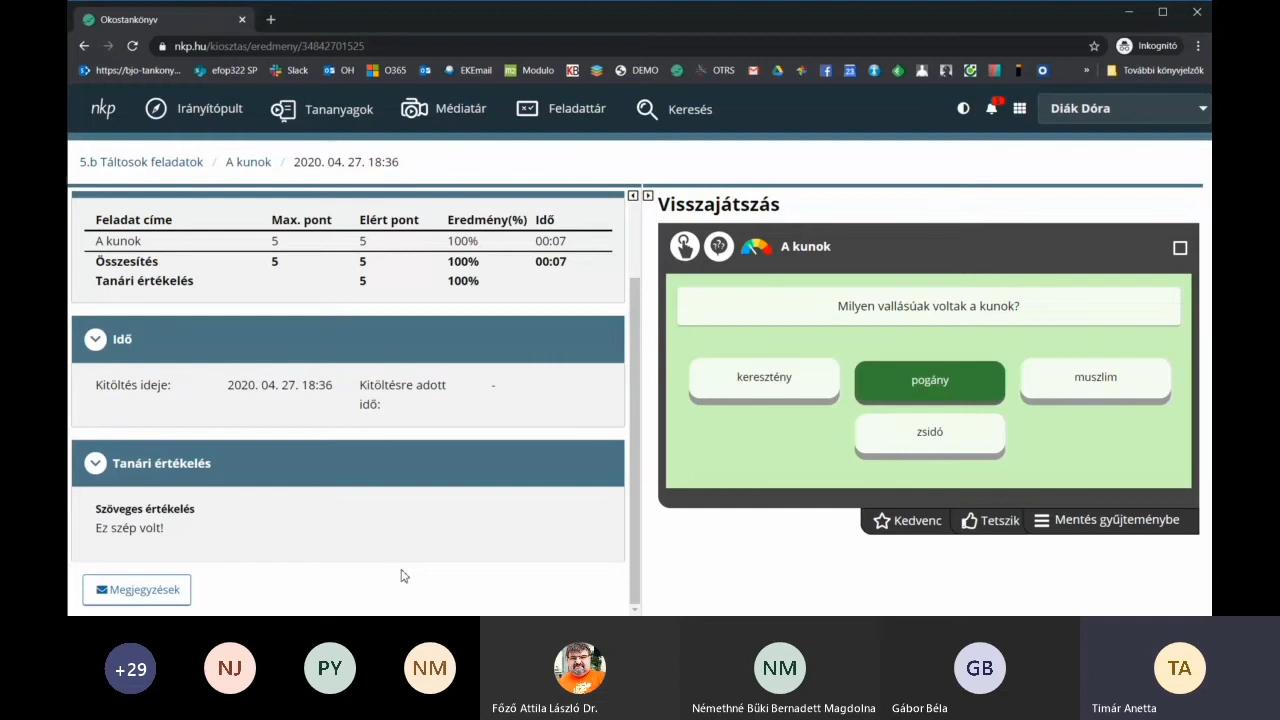 Okostankönyv
nkp.hu/kiosztas/eredmeny/34842701525
Inkognitó
https://bjo-tankony... efop322 SP Slack OH O365 EKEmail Modulo DEMO OTRS » További könyvjelzők
nkp Irányítópult Tananyagok Médiatár Feladattár Keresés Diák Dóra
5.b Táltosok feladatok / A kunok / 2020. 04. 27. 18:36
Feladat címe Max. pont Elért pont Eredmény(%) Idő
A kunok 5 5 100% 00:07
Összesítés 5 5 100% 00:07
Tanári értékelés 5 100%
Idő
Kitöltés ideje: 2020. 04. 27. 18:36 Kitöltésre adott idő: -
Tanári értékelés
Szöveges értékelés
Ez szép volt!
Megjegyzések
Visszajátszás
A kunok
Milyen vallásúak voltak a kunok?
keresztény pogány muszlim
zsidó
Kedvenc Tetszik Mentés gyűjteménybe
+29 NJ PY NM NM GB TA
Főző Attila László Dr. Némethné Büki Bernadett Magdolna Gábor Béla Timár Anetta